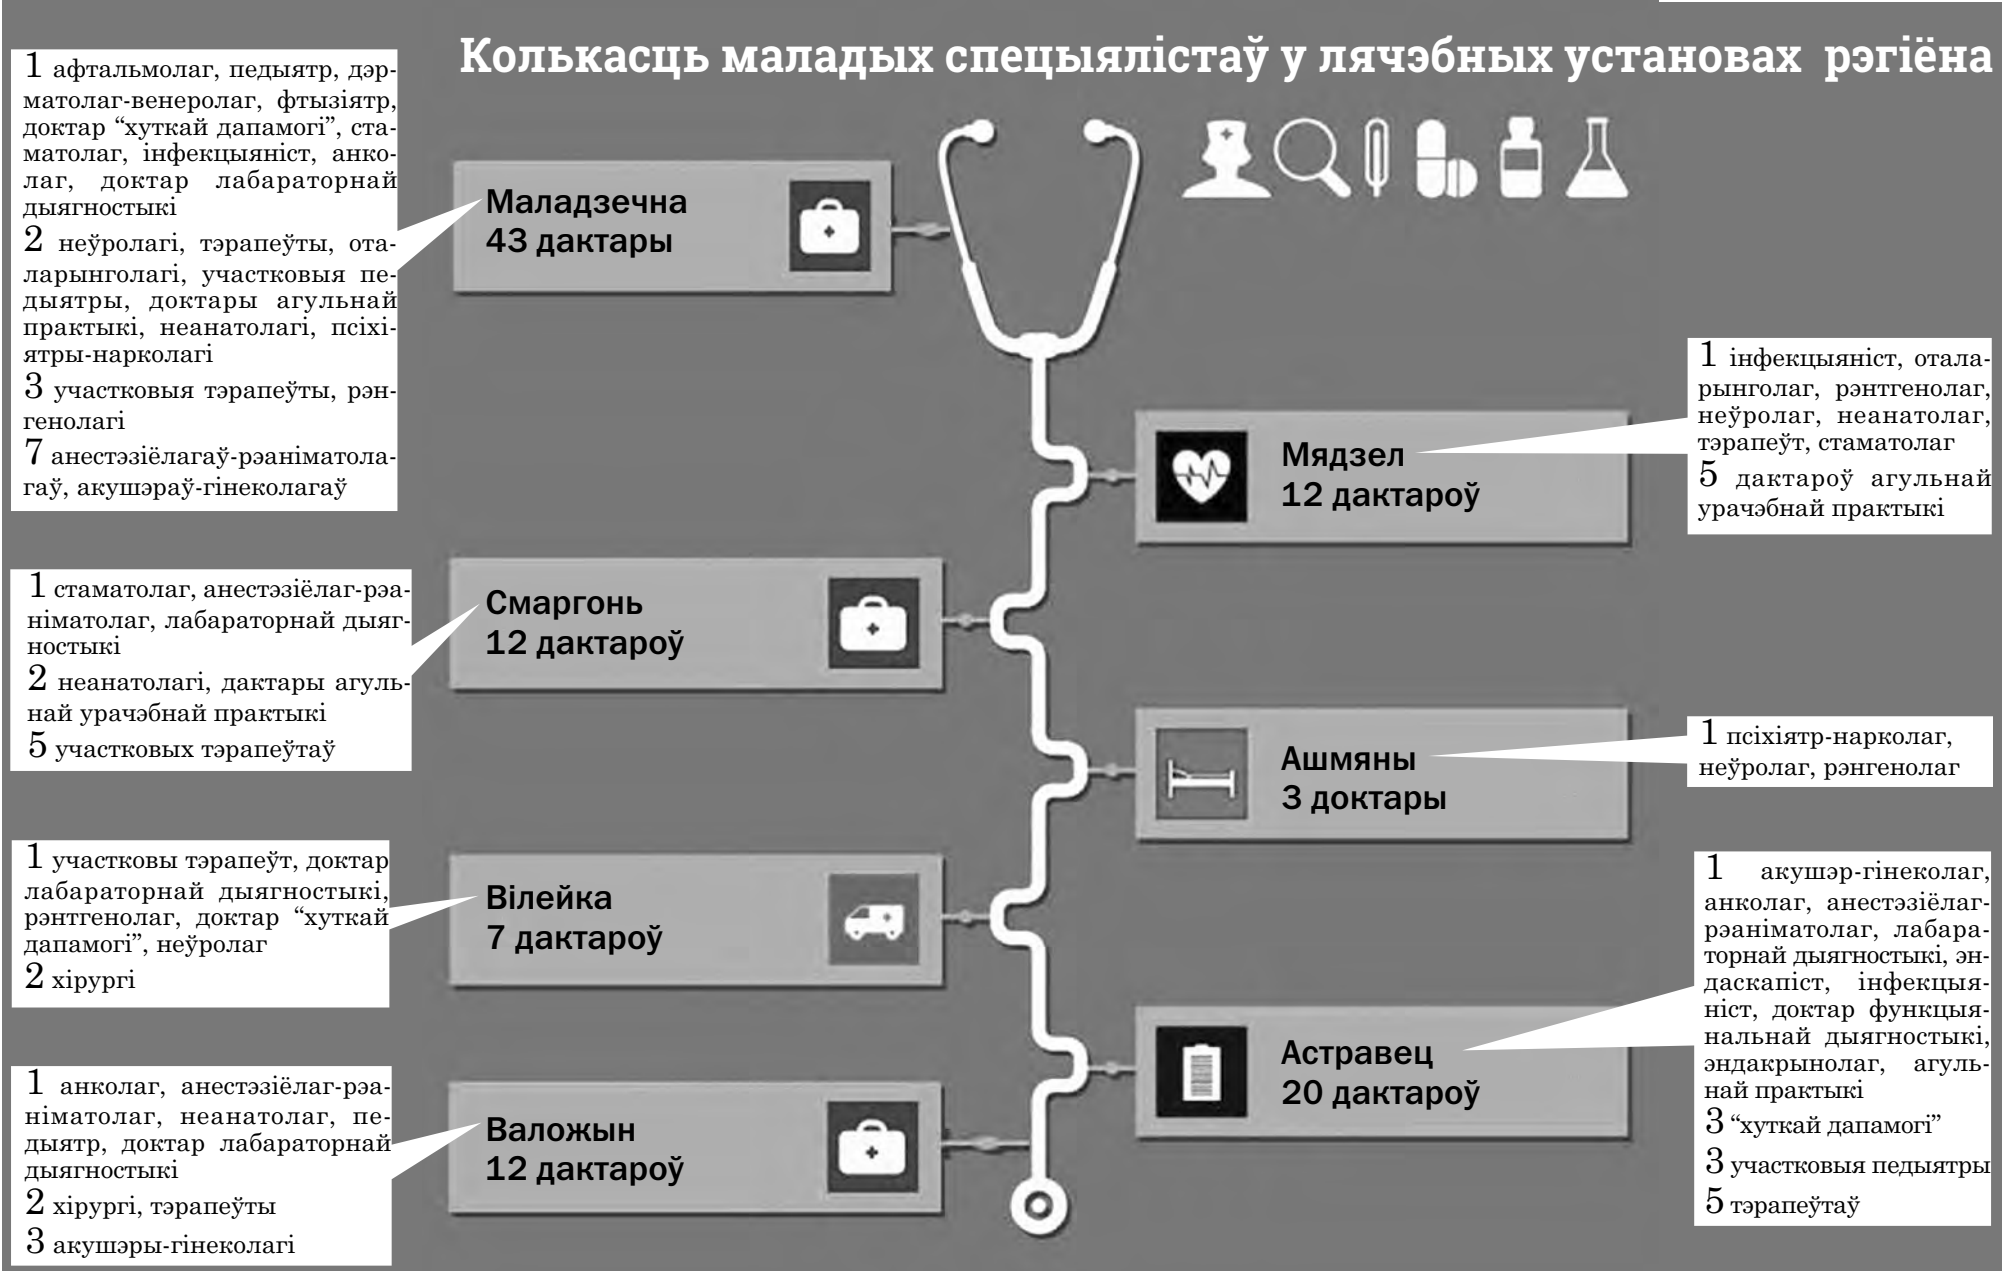 Колькасць маладых спецыялістаў у лячэбных установах рэгіёна
1 афтальмолаг, педыятр, дэр-
матолаг-венеролаг, фтызіятр,
доктар “хуткай дапамогі”, ста-
матолаг, інфекцыяніст, анко-
лаг, доктар лабараторнай
дыягностыкі
2 неўролагі, тэрапеўты, ота-
ларынголагі, участковыя пе-
дыятры, доктары агульнай
практыкі, неанатолагі, псіхі-
ятры-нарколагі
3 участковыя тэрапеўты, рэн-
генолагі
7 анестэзіёлагаў-рэаніматола-
гаў, акушэраў-гінеколагаў
Маладзечна
43 дактары
Мядзел
12 дактароў
1 інфекцыяніст, отала-
рынголаг, рэнтгенолаг,
неўролаг, неанатолаг,
тэрапеўт, стаматолаг
5 дактароў агульнай
урачэбнай практыкі
1 стаматолаг, анестэзіёлаг-рэа-
німатолаг, лабараторнай дыяг-
ностыкі
2 неанатолагі, дактары агуль-
най урачэбнай практыкі
5 участковых тэрапеўтаў
Смаргонь
12 дактароў
Ашмяны
3 доктары
1 псіхіятр-нарколаг,
неўролаг, рэнгенолаг
1 участковы тэрапеўт, доктар
лабараторнай дыягностыкі,
рэнтгенолаг, доктар “хуткай
дапамогі”, неўролаг
2 хірургі
Вілейка
7 дактароў
Астравец
20 дактароў
1 акушэр-гінеколаг,
анколаг, анестэзіёлаг-
рэаніматолаг, лабара-
торнай дыягностыкі, эн-
даскапіст, інфекцыя-
ніст, доктар функцыя-
нальнай дыягностыкі,
эндакрынолаг, агуль-
най практыкі
3 “хуткай дапамогі”
3 участковыя педыятры
5 тэрапеўтаў
1 анколаг, анестэзіёлаг-рэа-
німатолаг, неанатолаг, пе-
дыятр, доктар лабараторнай
дыягностыкі
2 хірургі, тэрапеўты
3 акушэры-гінеколагі
Валожын
12 дактароў